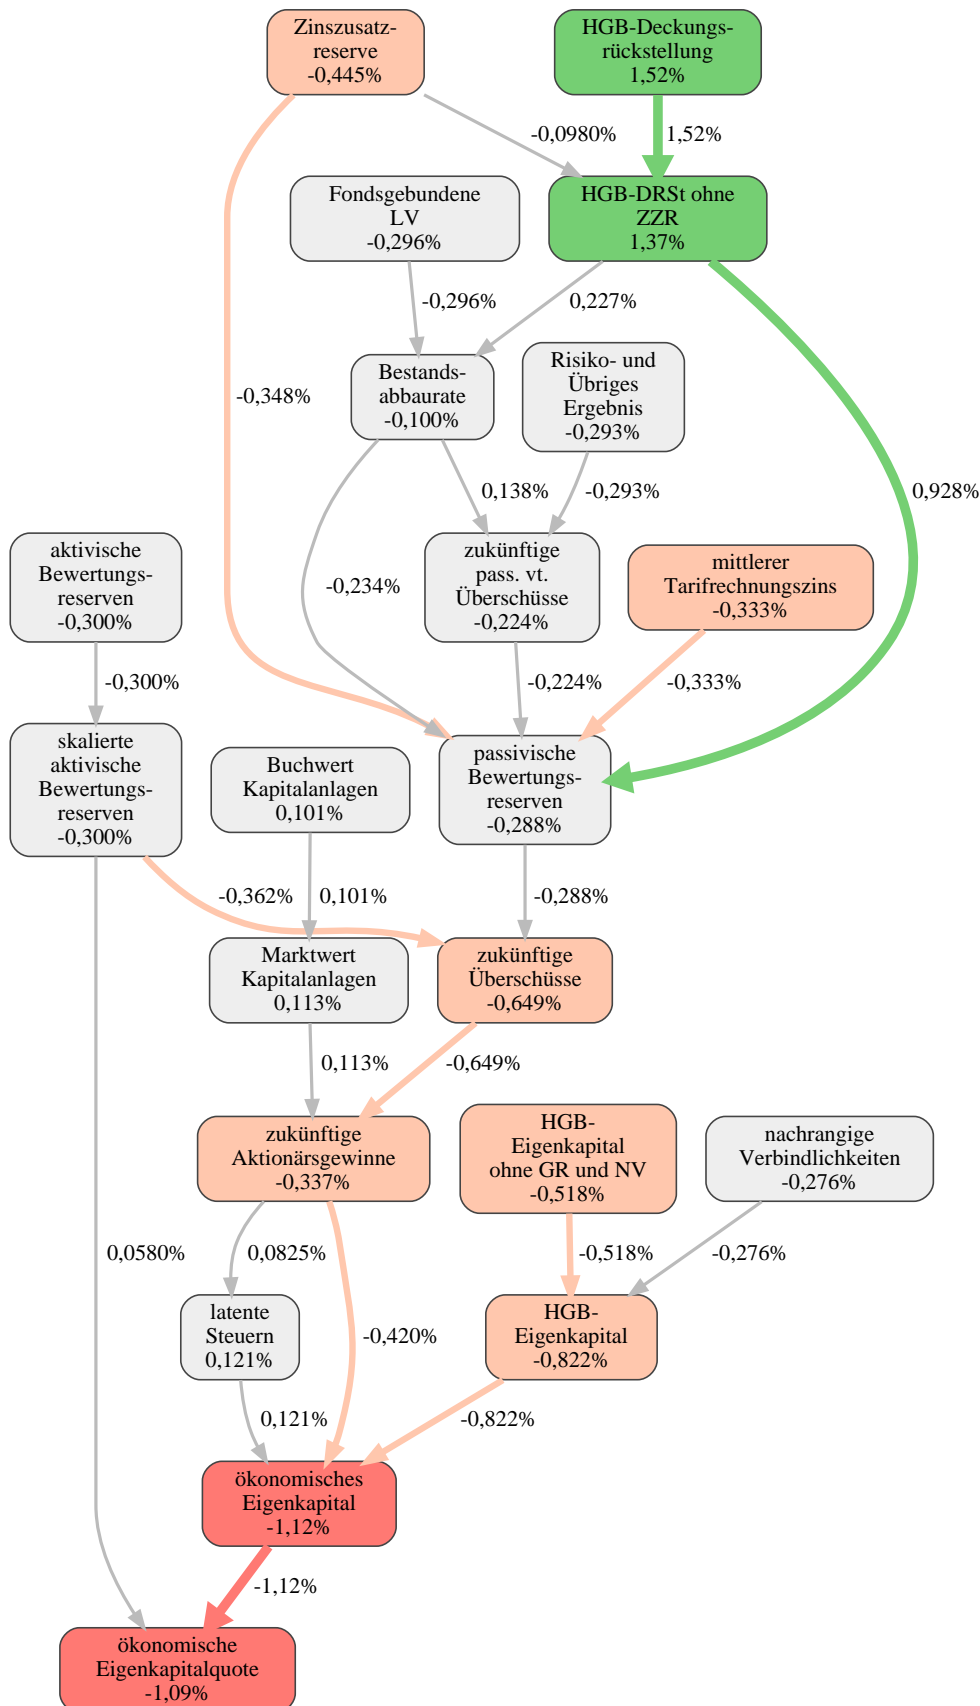 Zinszusatz-
reserve
-0,445%
HGB-Deckungs-
rückstellung
1,52%
-0,0980%
1,52%
Fondsgebundene
LV
-0,296%
HGB-DRSt ohne
ZZR
1,37%
-0,296%
0,227%
Bestands-
abbaurate
-0,100%
Risiko- und
Übriges
Ergebnis
-0,293%
-0,348%
0,138%
-0,293%
0,928%
aktivische
Bewertungs-
reserven
-0,300%
zukünftige
pass. vt.
Überschüsse
-0,224%
mittlerer
Tarifrechnungszins
-0,333%
-0,234%
-0,300%
-0,224%
-0,333%
skalierte
aktivische
Bewertungs-
reserven
-0,300%
Buchwert
Kapitalanlagen
0,101%
passivische
Bewertungs-
reserven
-0,288%
-0,362%
0,101%
-0,288%
Marktwert
Kapitalanlagen
0,113%
zukünftige
Überschüsse
-0,649%
0,113%
-0,649%
zukünftige
Aktionärsgewinne
-0,337%
HGB-
Eigenkapital
ohne GR und NV
-0,518%
nachrangige
Verbindlichkeiten
-0,276%
0,0580%
0,0825%
-0,518%
-0,276%
latente
Steuern
0,121%
-0,420%
HGB-
Eigenkapital
-0,822%
0,121%
-0,822%
ökonomisches
Eigenkapital
-1,12%
-1,12%
ökonomische
Eigenkapitalquote
-1,09%